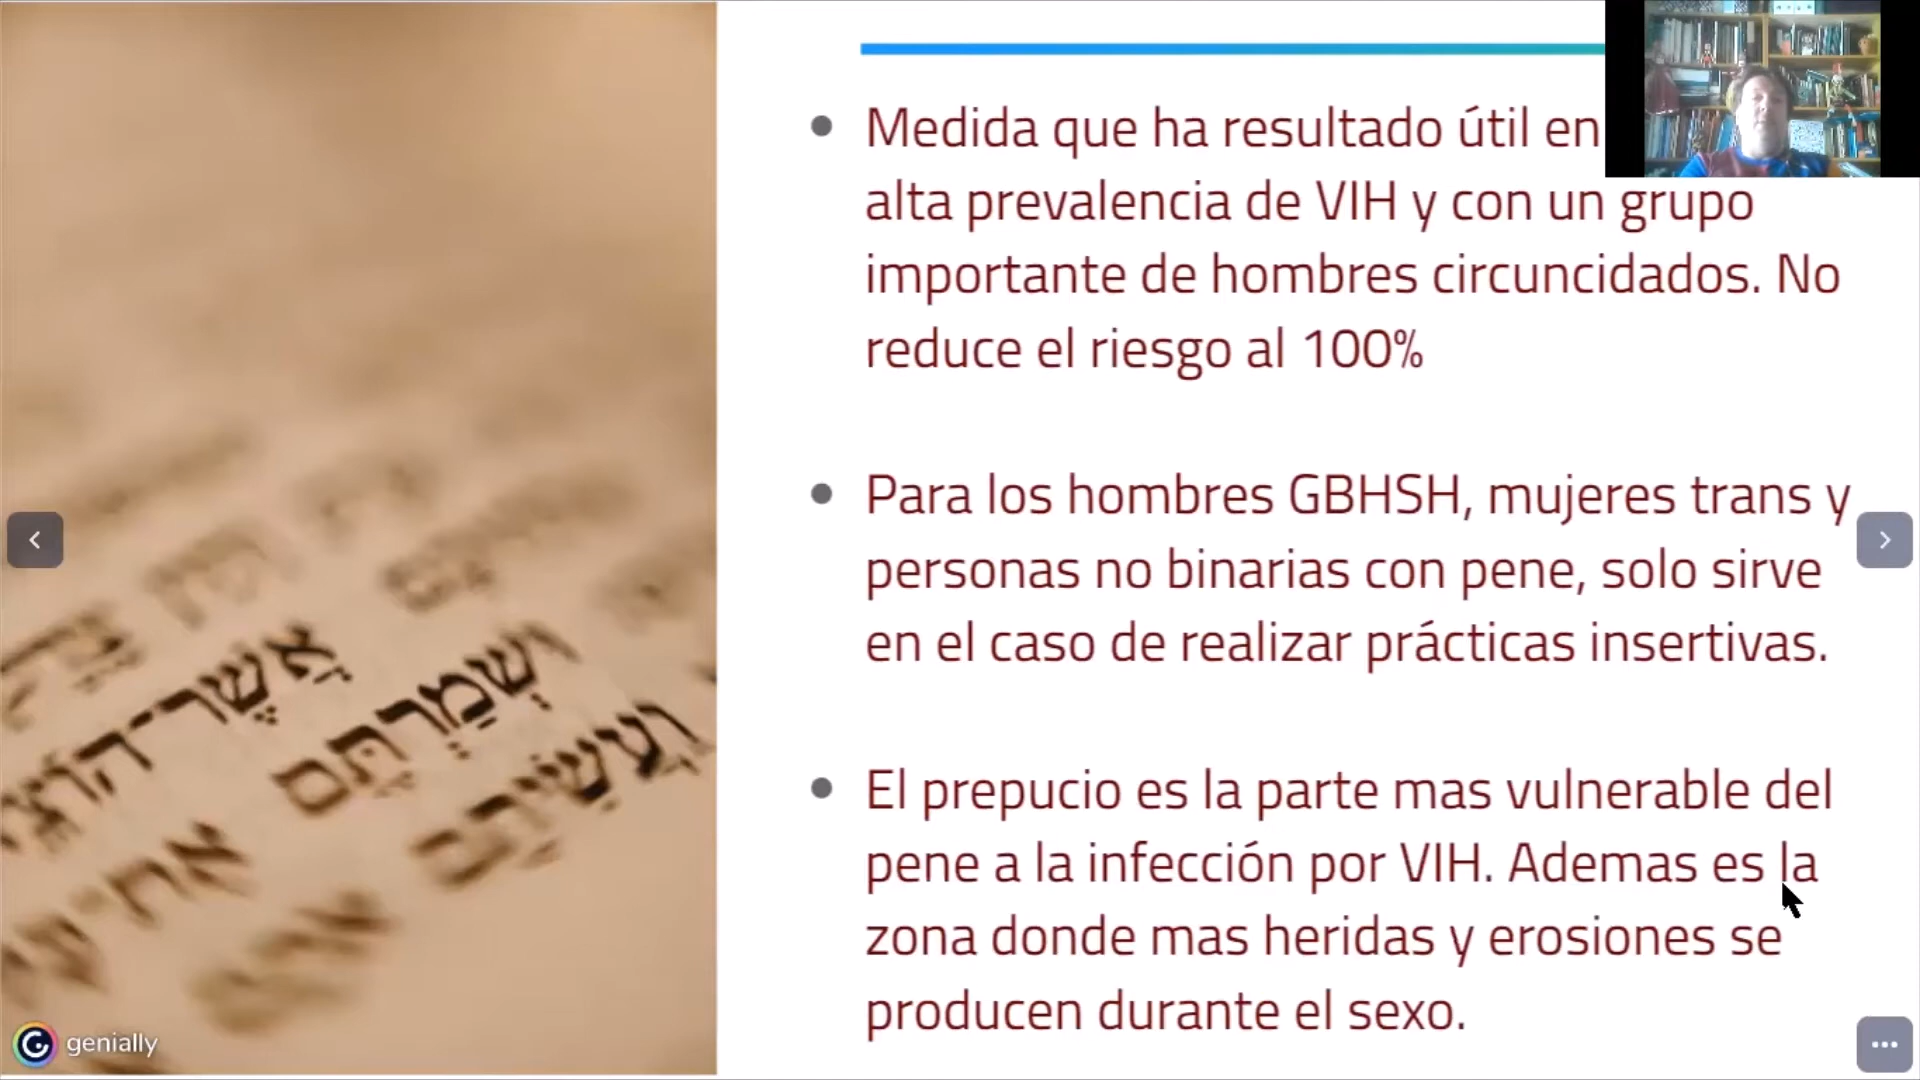 Medida que ha resultado útil en
alta prevalencia de VIH y con un grupo
importante de hombres circuncidados. No
reduce el riesgo al 100%
Para los hombres GBHSH, mujeres trans y
personas no binarias con pene, solo sirve
en el caso de realizar prácticas insertivas.
El prepucio es la parte mas vulnerable del
pene a la infección por VIH. Ademas es la
zona donde mas heridas y erosiones se
producen durante el sexo.
אֲשֶׁר
וּשְׁמַרְתֶּם
וַעֲשִׂיתֶם
genially